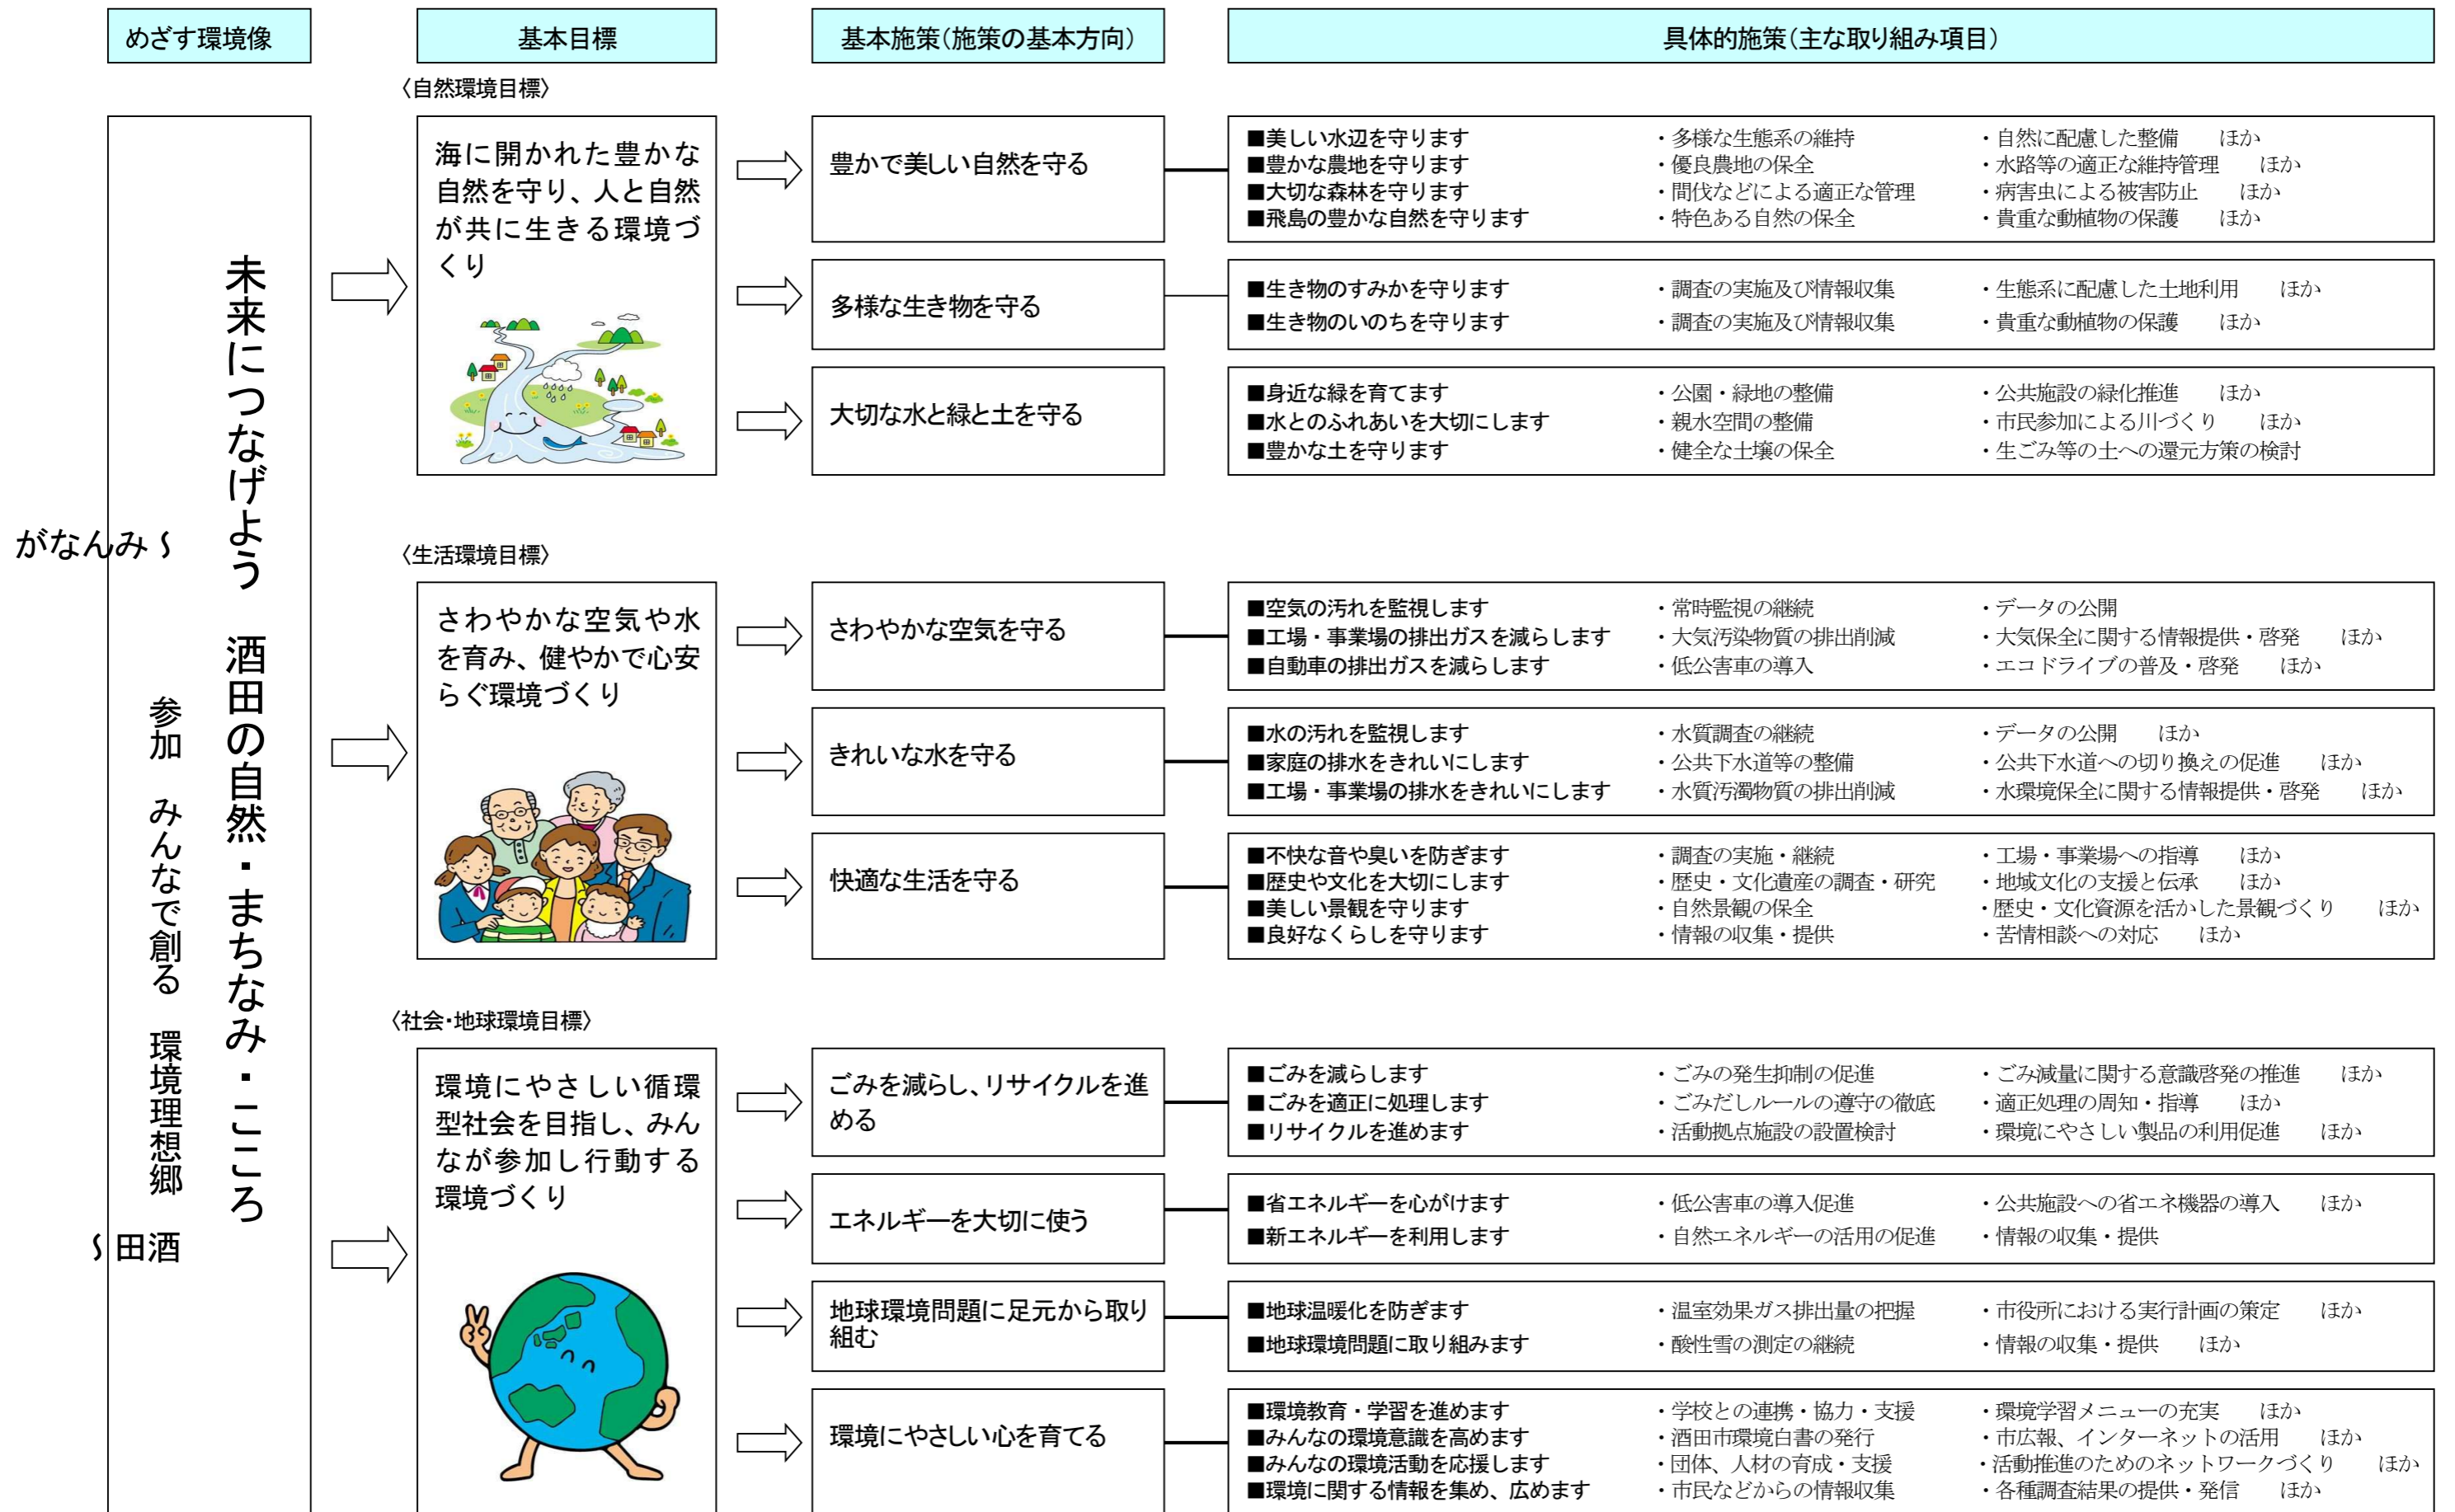 めざす環境像
基本目標
基本施策(施策の基本方向)
具体的施策(主な取り組み項目)
未来につなげよう　酒田の自然・まちなみ・こころ
～みんなが
参加　みんなで創る　環境理想郷
酒田～
〈自然環境目標〉
海に開かれた豊かな
自然を守り、人と自然
が共に生きる環境づ
くり
豊かで美しい自然を守る
■美しい水辺を守ります　・多様な生態系の維持　・自然に配慮した整備　ほか
■豊かな農地を守ります　・優良農地の保全　・水路等の適正な維持管理　ほか
■大切な森林を守ります　・間伐などによる適正な管理　・病害虫による被害防止　ほか
■飛島の豊かな自然を守ります　・特色ある自然の保全　・貴重な動植物の保護　ほか
多様な生き物を守る
■生き物のすみかを守ります　・調査の実施及び情報収集　・生態系に配慮した土地利用　ほか
■生き物のいのちを守ります　・調査の実施及び情報収集　・貴重な動植物の保護　ほか
大切な水と緑と土を守る
■身近な緑を育てます　・公園・緑地の整備　・公共施設の緑化推進　ほか
■水とのふれあいを大切にします　・親水空間の整備　・市民参加による川づくり　ほか
■豊かな土を守ります　・健全な土壌の保全　・生ごみ等の土への還元方策の検討
〈生活環境目標〉
さわやかな空気や水
を育み、健やかで心安
らぐ環境づくり
さわやかな空気を守る
■空気の汚れを監視します　・常時監視の継続　・データの公開
■工場・事業場の排出ガスを減らします　・大気汚染物質の排出削減　・大気保全に関する情報提供・啓発　ほか
■自動車の排出ガスを減らします　・低公害車の導入　・エコドライブの普及・啓発　ほか
きれいな水を守る
■水の汚れを監視します　・水質調査の継続　・データの公開　ほか
■家庭の排水をきれいにします　・公共下水道等の整備　・公共下水道への切り換えの促進　ほか
■工場・事業場の排水をきれいにします　・水質汚濁物質の排出削減　・水環境保全に関する情報提供・啓発　ほか
快適な生活を守る
■不快な音や臭いを防ぎます　・調査の実施・継続　・工場・事業場への指導　ほか
■歴史や文化を大切にします　・歴史・文化遺産の調査・研究　・地域文化の支援と伝承　ほか
■美しい景観を守ります　・自然景観の保全　・歴史・文化資源を活かした景観づくり　ほか
■良好なくらしを守ります　・情報の収集・提供　・苦情相談への対応　ほか
〈社会・地球環境目標〉
環境にやさしい循環
型社会を目指し、みん
なが参加し行動する
環境づくり
ごみを減らし、リサイクルを進
める
■ごみを減らします　・ごみの発生抑制の促進　・ごみ減量に関する意識啓発の推進　ほか
■ごみを適正に処理します　・ごみだしルールの遵守の徹底　・適正処理の周知・指導　ほか
■リサイクルを進めます　・活動拠点施設の設置検討　・環境にやさしい製品の利用促進　ほか
エネルギーを大切に使う
■省エネルギーを心がけます　・低公害車の導入促進　・公共施設への省エネ機器の導入　ほか
■新エネルギーを利用します　・自然エネルギーの活用の促進　・情報の収集・提供
地球環境問題に足元から取り
組む
■地球温暖化を防ぎます　・温室効果ガス排出量の把握　・市役所における実行計画の策定　ほか
■地球環境問題に取り組みます　・酸性雪の測定の継続　・情報の収集・提供　ほか
環境にやさしい心を育てる
■環境教育・学習を進めます　・学校との連携・協力・支援　・環境学習メニューの充実　ほか
■みんなの環境意識を高めます　・酒田市環境白書の発行　・市広報、インターネットの活用　ほか
■みんなの環境活動を応援します　・団体、人材の育成・支援　・活動推進のためのネットワークづくり　ほか
■環境に関する情報を集め、広めます　・市民などからの情報収集　・各種調査結果の提供・発信　ほか